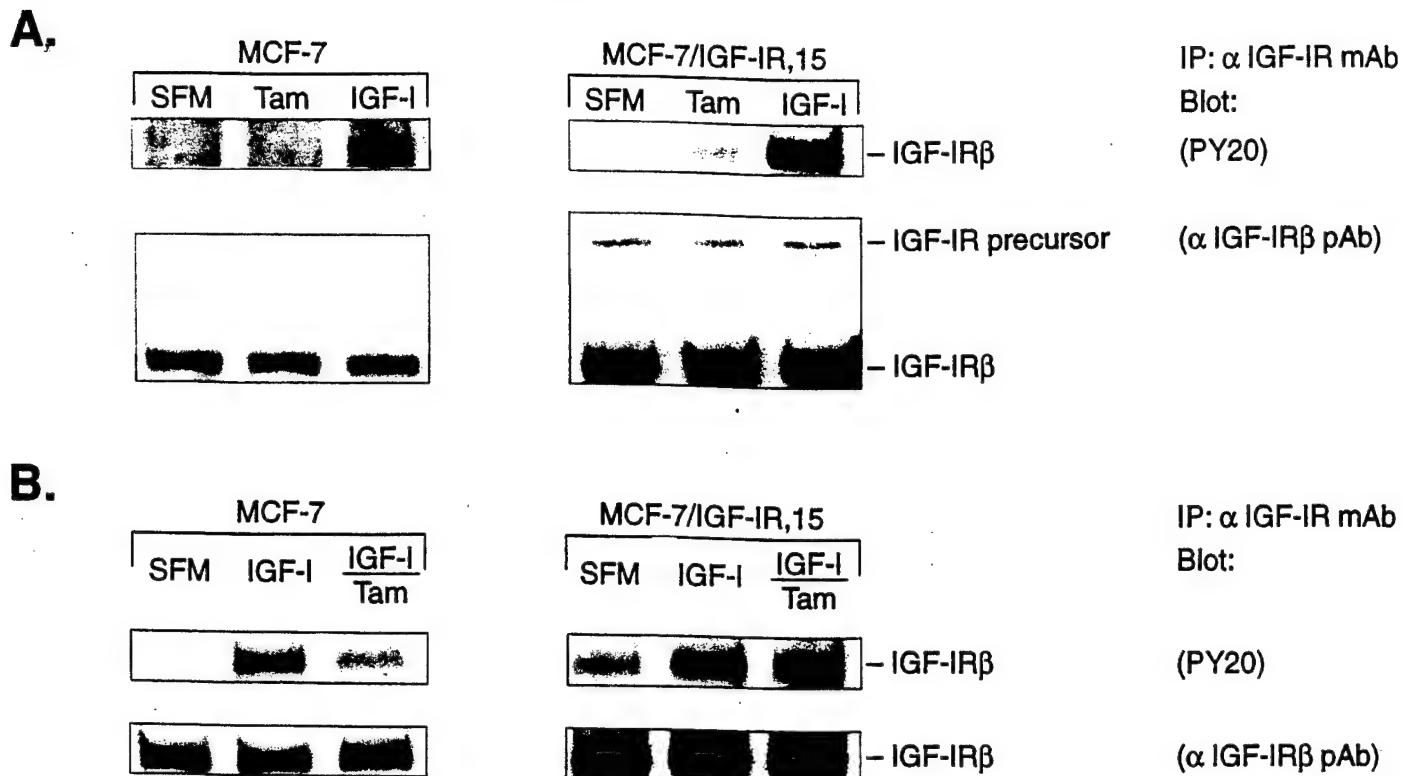 A.
MCF-7
SFM Tam IGF-I
MCF-7/IGF-IR,15
SFM Tam IGF-I
IP: α IGF-IR mAb
Blot:
– IGF-IRβ
(PY20)
– IGF-IR precursor
(α IGF-IRβ pAb)
– IGF-IRβ
B.
MCF-7
SFM IGF-I IGF-I
Tam
MCF-7/IGF-IR,15
SFM IGF-I IGF-I
Tam
IP: α IGF-IR mAb
Blot:
– IGF-IRβ
(PY20)
– IGF-IRβ
(α IGF-IRβ pAb)